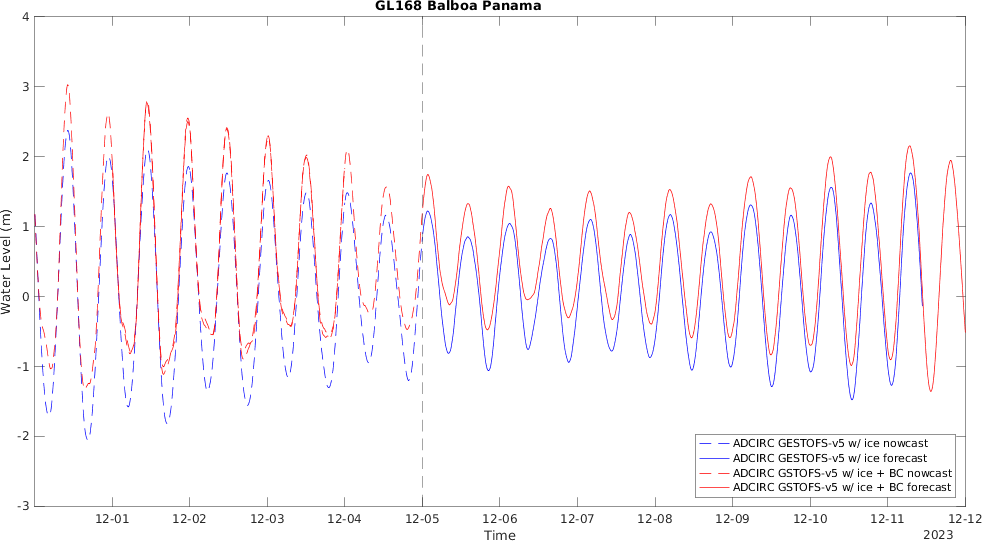 GL168 Balboa Panama
4
3
2
1
0
-1
-2
-3
Water Level (m)
ADCIRC GESTOFS-v5 w/ ice nowcast
ADCIRC GESTOFS-v5 w/ ice forecast
ADCIRC GSTOFS-v5 w/ ice + BC nowcast
ADCIRC GSTOFS-v5 w/ ice + BC forecast
12-01 12-02 12-03 12-04 12-05 12-06 12-07 12-08 12-09 12-10 12-11 12-12
Time
2023